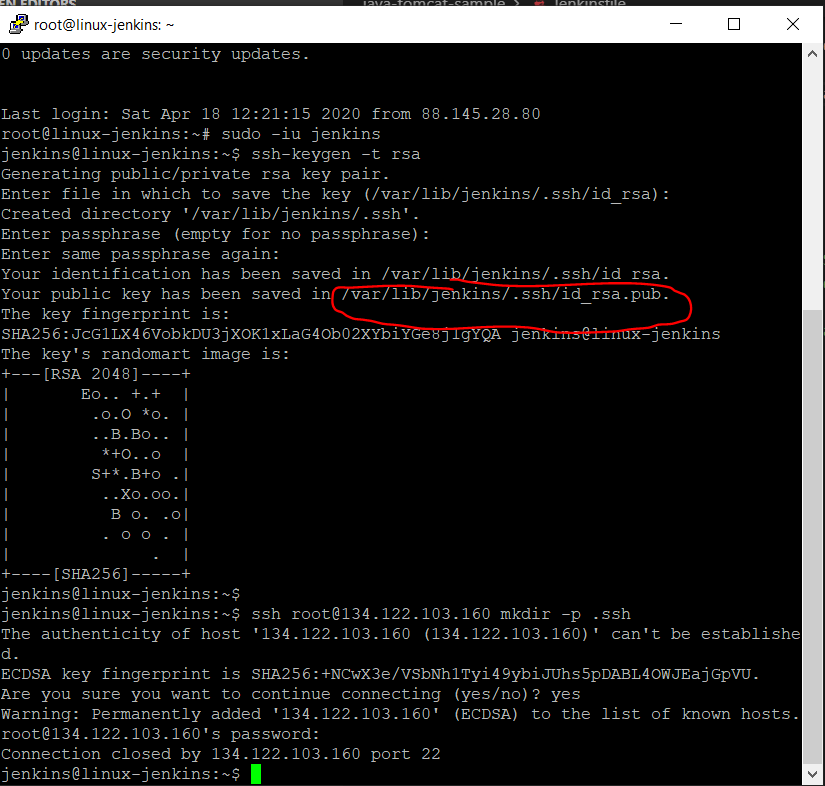 EN EDITORS
java-tomcat-sample > Jenkinsfile
root@linux-jenkins: ~
0 updates are security updates.
Last login: Sat Apr 18 12:21:15 2020 from 88.145.28.80
root@linux-jenkins:~# sudo -iu jenkins
jenkins@linux-jenkins:~$ ssh-keygen -t rsa
Generating public/private rsa key pair.
Enter file in which to save the key (/var/lib/jenkins/.ssh/id_rsa):
Created directory '/var/lib/jenkins/.ssh'.
Enter passphrase (empty for no passphrase):
Enter same passphrase again:
Your identification has been saved in /var/lib/jenkins/.ssh/id_rsa.
Your public key has been saved in /var/lib/jenkins/.ssh/id_rsa.pub.
The key fingerprint is:
SHA256:JcG1LX46VobkDU3jXOK1xLaG4Ob02XYbiYGe8jlgYQA jenkins@linux-jenkins
The key's randomart image is:
+---[RSA 2048]----+
|       Eo.. +.+  |
|        .o.O *o. |
|        ..B.Bo.. |
|         *+O..o  |
|        S+*.B+o .|
|         ..Xo.oo.|
|          B o. .o|
|         . o o . |
|              .  |
+----[SHA256]-----+
jenkins@linux-jenkins:~$
jenkins@linux-jenkins:~$ ssh root@134.122.103.160 mkdir -p .ssh
The authenticity of host '134.122.103.160 (134.122.103.160)' can't be establishe
d.
ECDSA key fingerprint is SHA256:+NCwX3e/VSbNh1Tyi49ybiJUhs5pDABL4OWJEajGpVU.
Are you sure you want to continue connecting (yes/no)? yes
Warning: Permanently added '134.122.103.160' (ECDSA) to the list of known hosts.
root@134.122.103.160's password:
Connection closed by 134.122.103.160 port 22
jenkins@linux-jenkins:~$